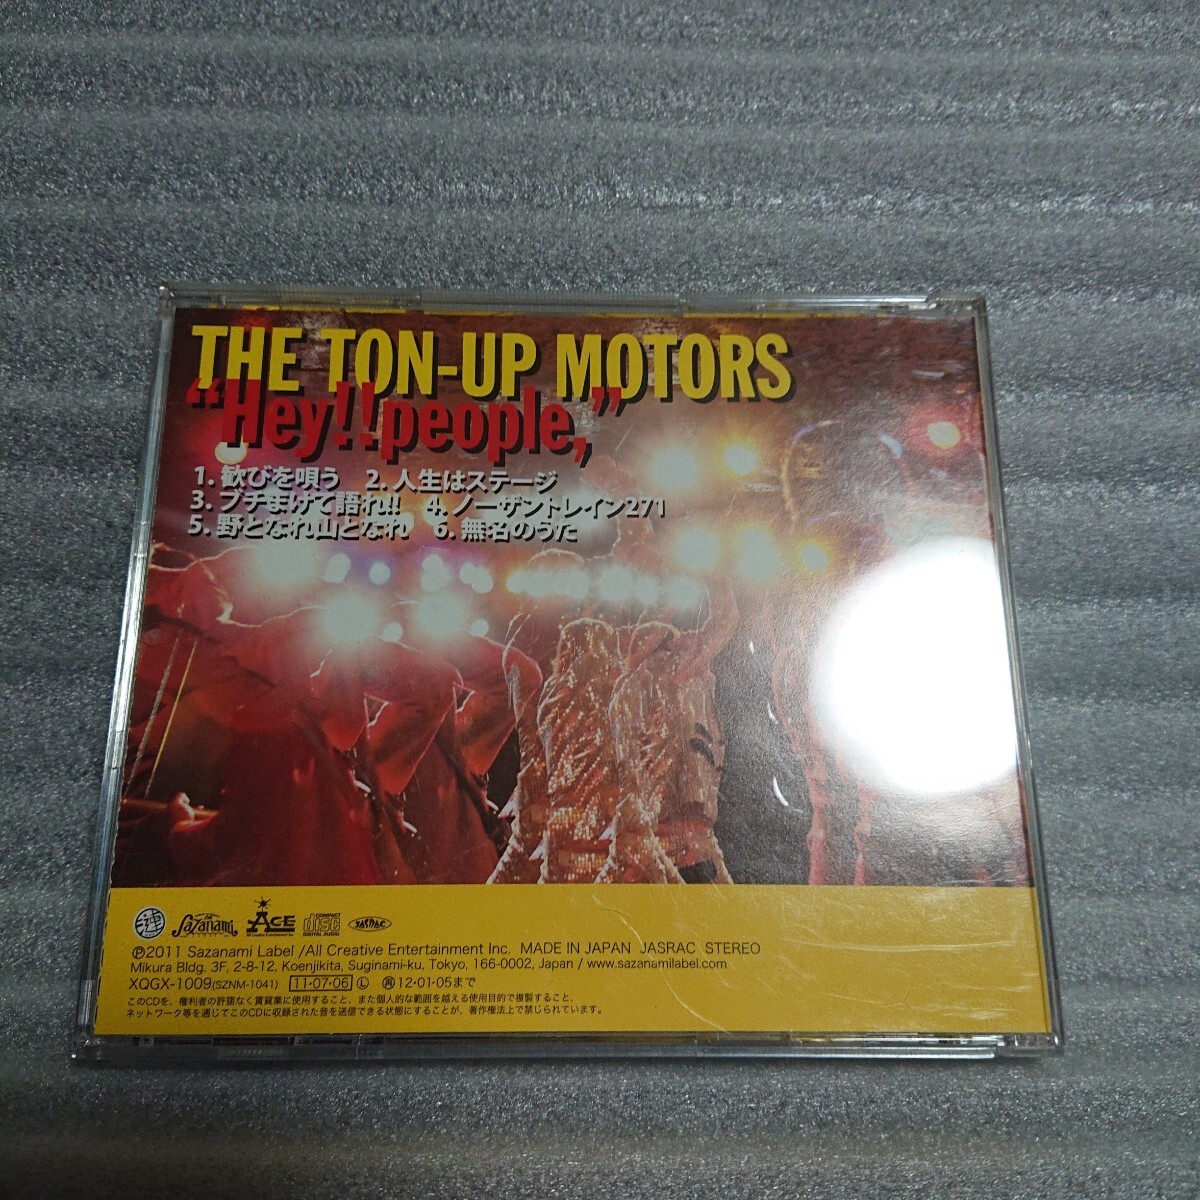 THE TON-UP MOTORS
“Hey!!people,”
1. 歓びを唄う 2. 人生はステージ
3. ブチまけて語れ!! 4. ノーザントレイン271
5. 野となれ山となれ 6. 無名のうた
漣 Sazanami ACE COMPACT disc DIGITAL AUDIO JASRAC
Ⓟ2011 Sazanami Label /All Creative Entertainment Inc. MADE IN JAPAN JASRAC STEREO
Mikura Bldg. 3F, 2-8-12, Koenjikita, Suginami-ku, Tokyo, 166-0002, Japan / www.sazanamilabel.com
XQGX-1009(SZNM-1041) 11·07·06 Ⓛ Ⓡ12·01·05まで
このCDを、権利者の許諾なく賃貸業に使用すること、また個人的な範囲を越える使用目的で複製すること、
ネットワーク等を通じてこのCDに収録された音を送信できる状態にすることが、著作権法上で禁じられています。